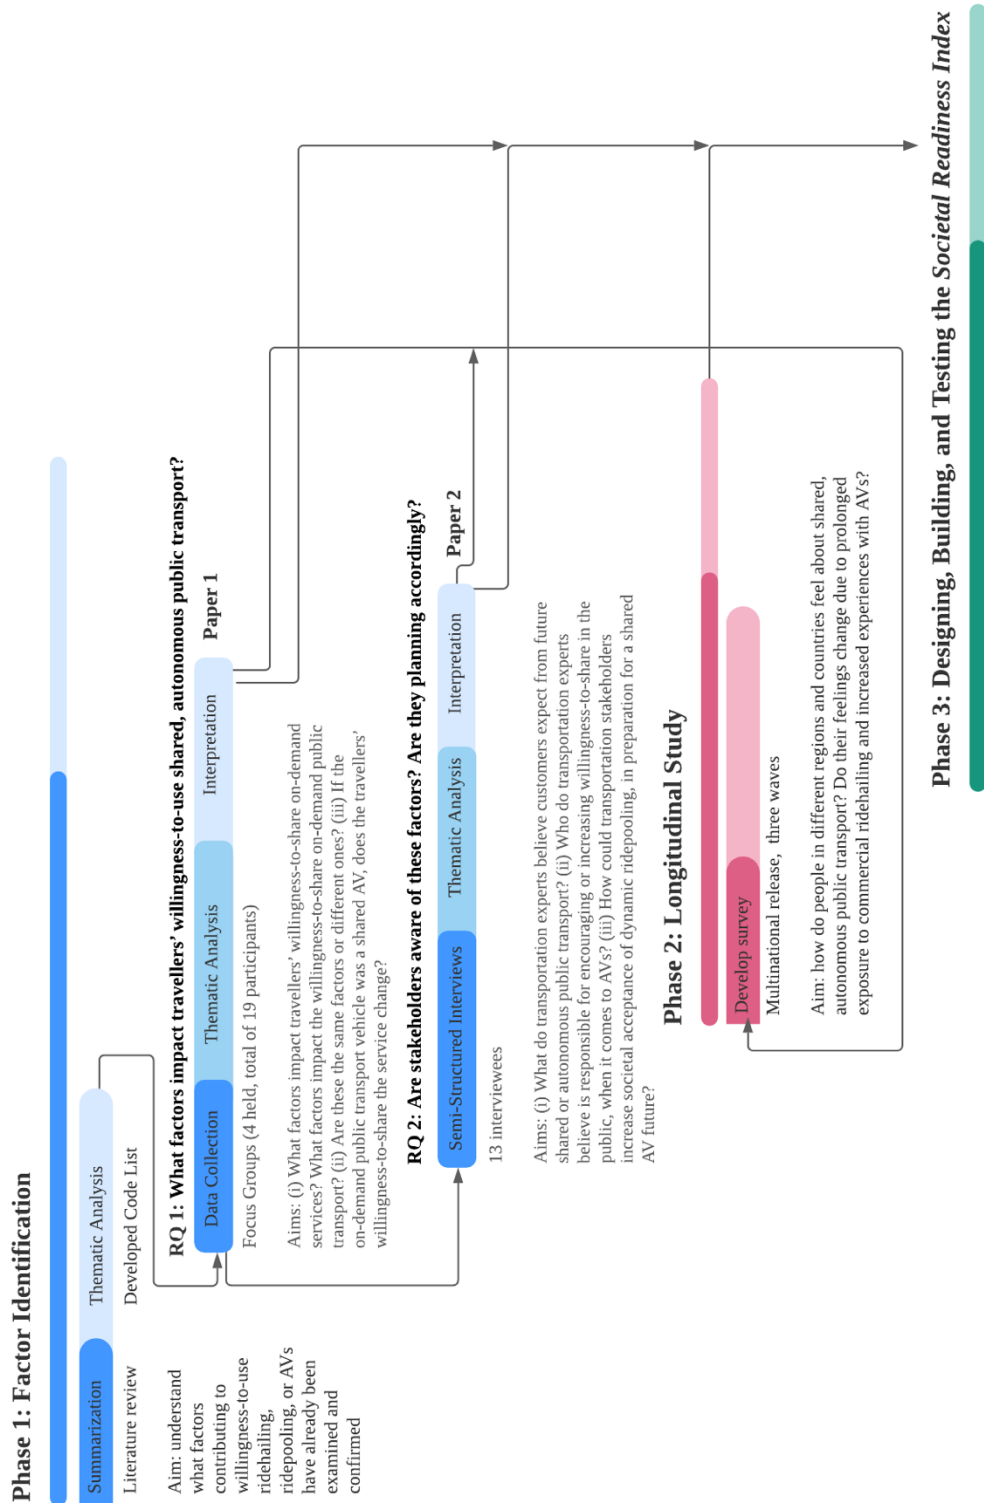 Phase 1: Factor Identification
Summarization
Thematic Analysis
Literature review
Developed Code List
Aim: understand
what factors
contributing to
willingness-to-use
ridehailing,
ridepooling, or AVs
have already been
examined and
confirmed
RQ 1: What factors impact travellers’ willingness-to-use shared, autonomous public transport?
Data Collection
Thematic Analysis
Interpretation
Paper 1
Focus Groups (4 held, total of 19 participants)
Aims: (i) What factors impact travellers’ willingness-to-share on-demand
services? What factors impact the willingness-to-share on-demand public
transport? (ii) Are these the same factors or different ones? (iii) If the
on-demand public transport vehicle was a shared AV, does the travellers’
willingness-to-share the service change?
RQ 2: Are stakeholders aware of these factors? Are they planning accordingly?
Semi-Structured Interviews
Thematic Analysis
Interpretation
Paper 2
13 interviewees
Aims: (i) What do transportation experts believe customers expect from future
shared or autonomous public transport? (ii) Who do transportation experts
believe is responsible for encouraging or increasing willingness-to-share in the
public, when it comes to AVs? (iii) How could transportation stakeholders
increase societal acceptance of dynamic ridepooling, in preparation for a shared
AV future?
Phase 2: Longitudinal Study
Develop survey
Multinational release, three waves
Aim: how do people in different regions and countries feel about shared,
autonomous public transport? Do their feelings change due to prolonged
exposure to commercial ridehailing and increased experiences with AVs?
Phase 3: Designing, Building, and Testing the Societal Readiness Index